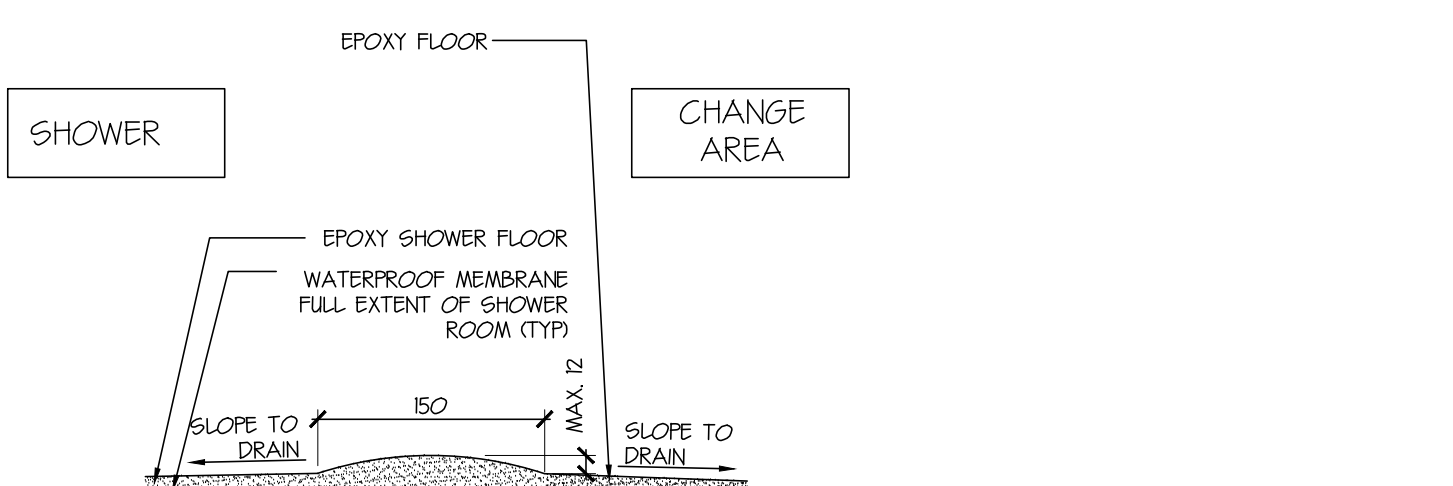 EPOXY FLOOR
SHOWER
CHANGE
AREA
EPOXY SHOWER FLOOR
WATERPROOF MEMBRANE
FULL EXTENT OF SHOWER
ROOM (TYP)
MAX. 12
150
SLOPE TO
DRAIN
SLOPE TO
DRAIN